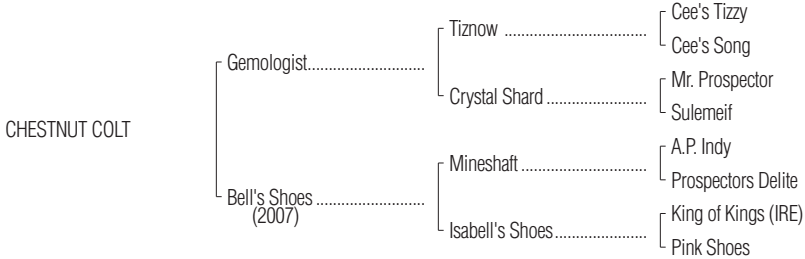 Cee's Tizzy
Tiznow ..................................
Cee's Song
Gemologist............................
Mr. Prospector
Crystal Shard ........................
Sulemeif
CHESTNUT COLT
A.P. Indy
Mineshaft ..............................
Prospectors Delite
Bell's Shoes ..........................
(2007)
King of Kings (IRE)
Isabell's Shoes......................
Pink Shoes